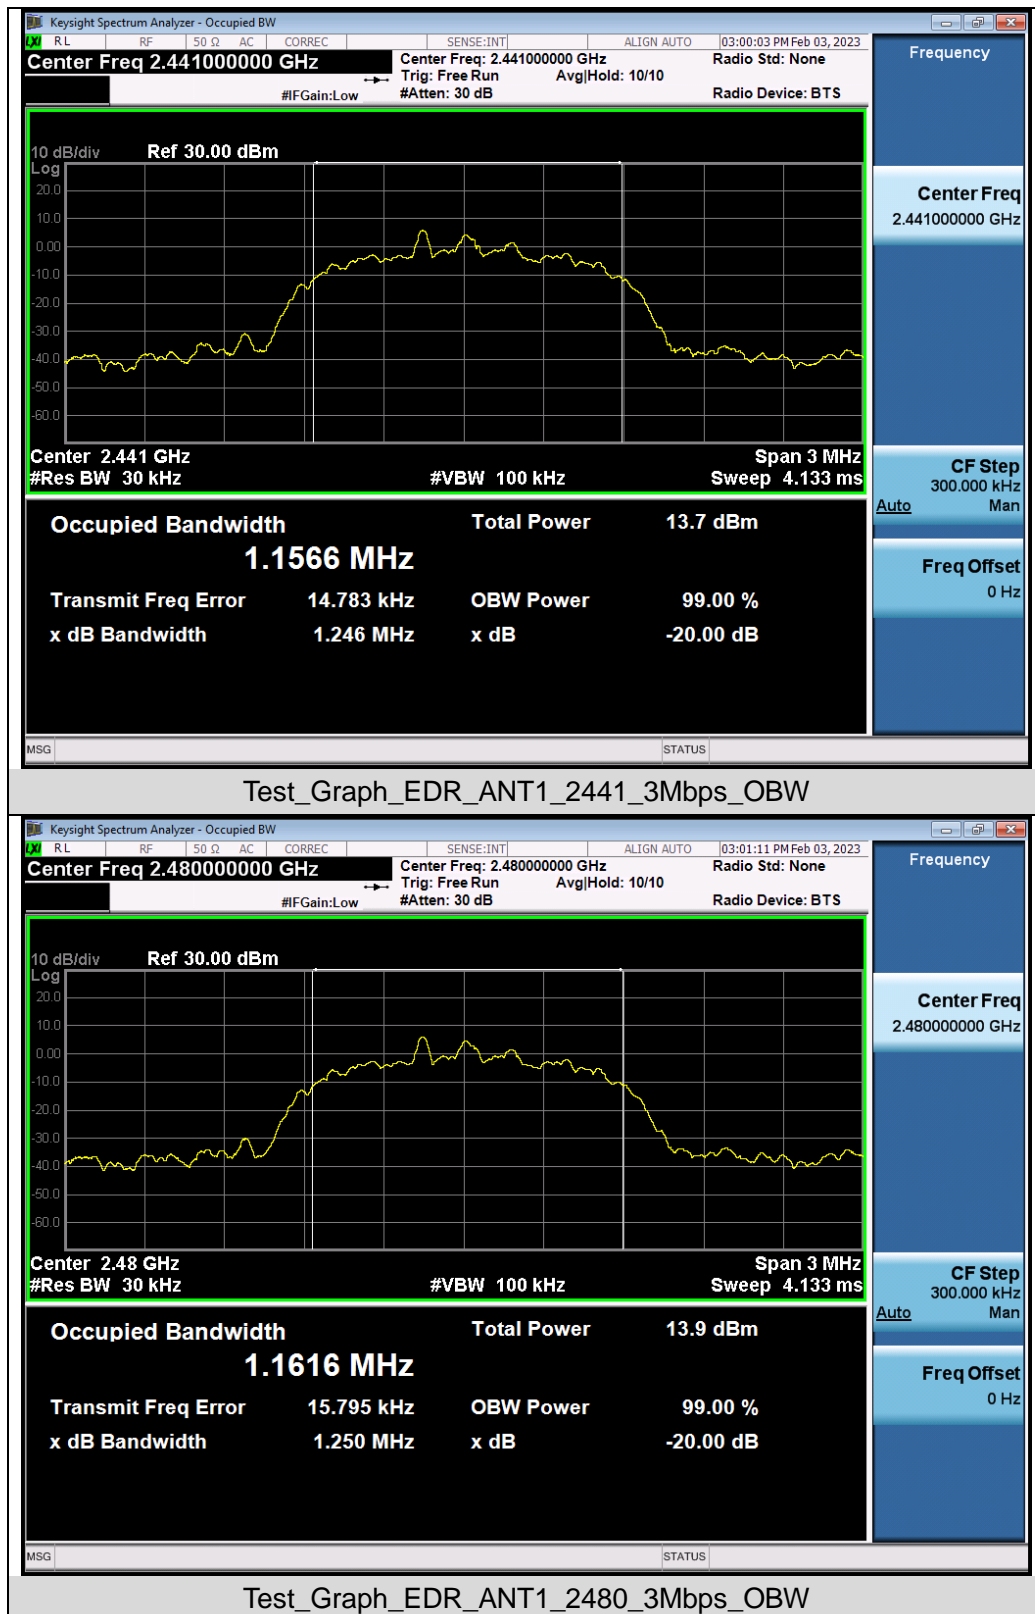 Keysight Spectrum Analyzer - Occupied BW
LXI RL RF 50 Ω AC CORREC SENSE:INT ALIGN AUTO 03:00:03 PM Feb 03, 2023
Center Freq 2.441000000 GHz
Center Freq: 2.441000000 GHz
Radio Std: None
Trig: Free Run Avg|Hold: 10/10
#IFGain:Low
#Atten: 30 dB
Radio Device: BTS
10 dB/div Ref 30.00 dBm
Log
20.0
10.0
0.00
-10.0
-20.0
-30.0
-40.0
-50.0
-60.0
Center 2.441 GHz Span 3 MHz
#Res BW 30 kHz #VBW 100 kHz Sweep 4.133 ms
Occupied Bandwidth Total Power 13.7 dBm
1.1566 MHz
Transmit Freq Error 14.783 kHz OBW Power 99.00 %
x dB Bandwidth 1.246 MHz x dB -20.00 dB
MSG STATUS
Frequency
Center Freq
2.441000000 GHz
CF Step
300.000 kHz
Auto Man
Freq Offset
0 Hz
Test_Graph_EDR_ANT1_2441_3Mbps_OBW
Keysight Spectrum Analyzer - Occupied BW
LXI RL RF 50 Ω AC CORREC SENSE:INT ALIGN AUTO 03:01:11 PM Feb 03, 2023
Center Freq 2.480000000 GHz
Center Freq: 2.480000000 GHz
Radio Std: None
Trig: Free Run Avg|Hold: 10/10
#IFGain:Low
#Atten: 30 dB
Radio Device: BTS
10 dB/div Ref 30.00 dBm
Log
20.0
10.0
0.00
-10.0
-20.0
-30.0
-40.0
-50.0
-60.0
Center 2.48 GHz Span 3 MHz
#Res BW 30 kHz #VBW 100 kHz Sweep 4.133 ms
Occupied Bandwidth Total Power 13.9 dBm
1.1616 MHz
Transmit Freq Error 15.795 kHz OBW Power 99.00 %
x dB Bandwidth 1.250 MHz x dB -20.00 dB
MSG STATUS
Frequency
Center Freq
2.480000000 GHz
CF Step
300.000 kHz
Auto Man
Freq Offset
0 Hz
Test_Graph_EDR_ANT1_2480_3Mbps_OBW